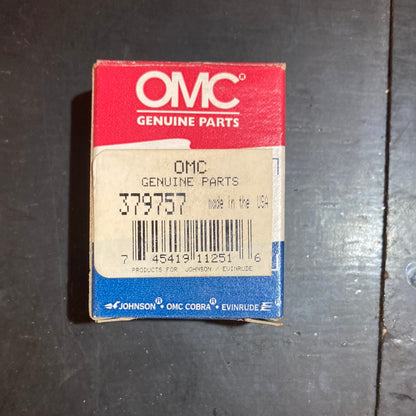 OMC®
GENUINE PARTS
OMC
GENUINE PARTS
379757 made in the USA
7 45419 11251 6
PRODUCTS FOR JOHNSON / EVINRUDE
JOHNSON® • OMC COBRA® • EVINRUDE®